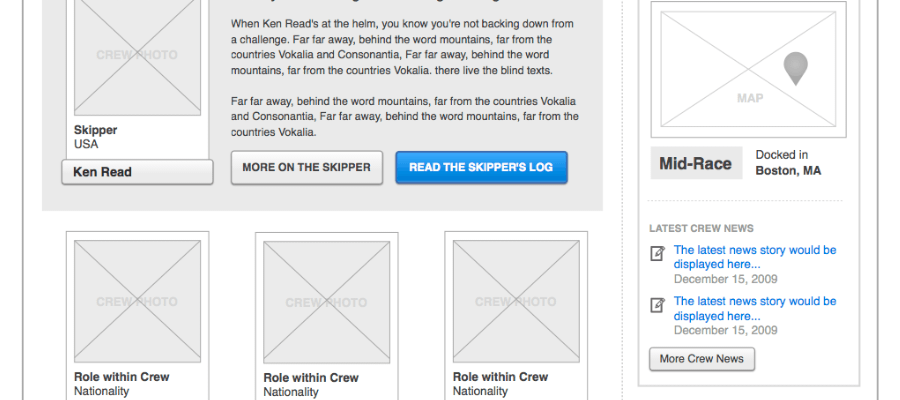 CREW PHOTO
Skipper
USA
Ken Read
When Ken Read's at the helm, you know you're not backing down from
a challenge. Far far away, behind the word mountains, far from the
countries Vokalia and Consonantia, Far far away, behind the word
mountains, far from the countries Vokalia. there live the blind texts.
Far far away, behind the word mountains, far from the countries Vokalia
and Consonantia, Far far away, behind the word mountains, far from the
countries Vokalia.
MORE ON THE SKIPPER
READ THE SKIPPER'S LOG
CREW PHOTO
Role within Crew
Nationality
CREW PHOTO
Role within Crew
Nationality
CREW PHOTO
Role within Crew
Nationality
MAP
Mid-Race
Docked in
Boston, MA
LATEST CREW NEWS
The latest news story would be
displayed here...
December 15, 2009
The latest news story would be
displayed here...
December 15, 2009
More Crew News